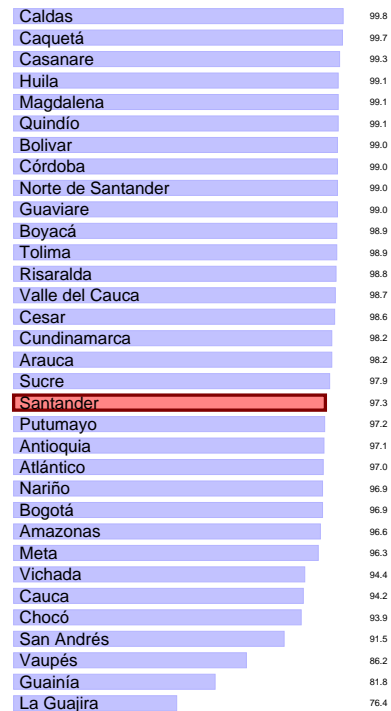 Caldas 99.8
Caquetá 99.7
Casanare 99.3
Huila 99.1
Magdalena 99.1
Quindío 99.1
Bolivar 99.0
Córdoba 99.0
Norte de Santander 99.0
Guaviare 99.0
Boyacá 98.9
Tolima 98.9
Risaralda 98.8
Valle del Cauca 98.7
Cesar 98.6
Cundinamarca 98.2
Arauca 98.2
Sucre 97.9
Santander 97.3
Putumayo 97.2
Antioquia 97.1
Atlántico 97.0
Nariño 96.9
Bogotá 96.9
Amazonas 96.6
Meta 96.3
Vichada 94.4
Cauca 94.2
Chocó 93.9
San Andrés 91.5
Vaupés 86.2
Guainía 81.8
La Guajira 76.4